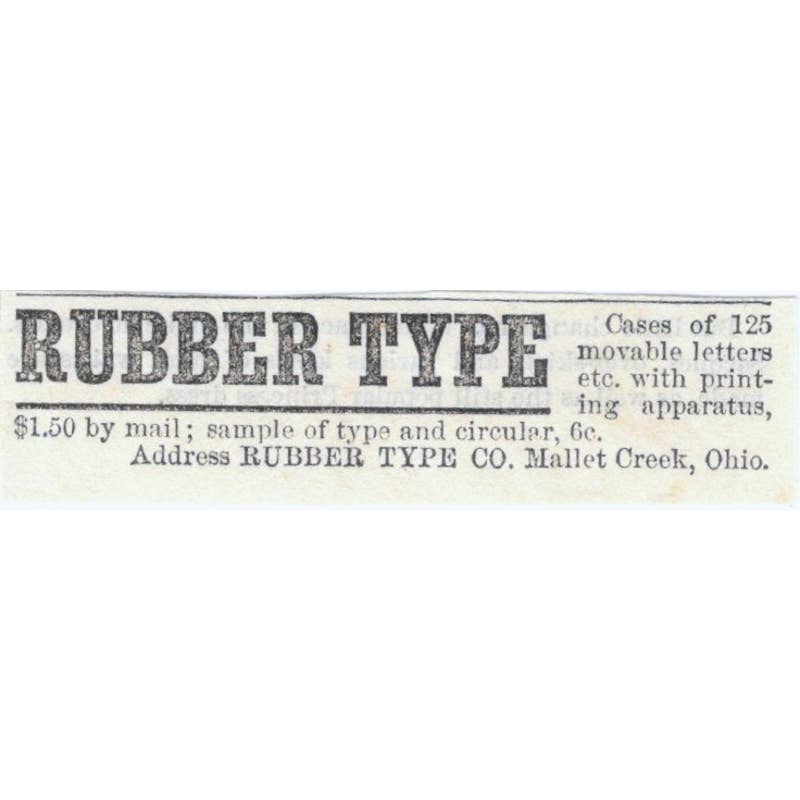 RUBBER TYPE
Cases of 125
movable letters
etc. with print-
ing apparatus,
$1.50 by mail; sample of type and circular, 6c.
Address RUBBER TYPE CO. Mallet Creek, Ohio.